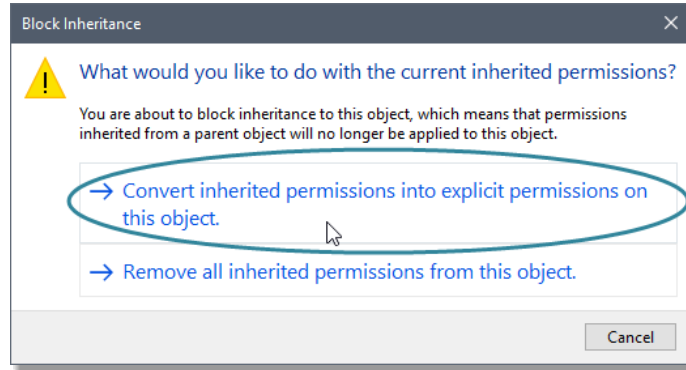 Block Inheritance
What would you like to do with the current inherited permissions?
You are about to block inheritance to this object, which means that permissions
inherited from a parent object will no longer be applied to this object.
→ Convert inherited permissions into explicit permissions on
this object.
→ Remove all inherited permissions from this object.
Cancel